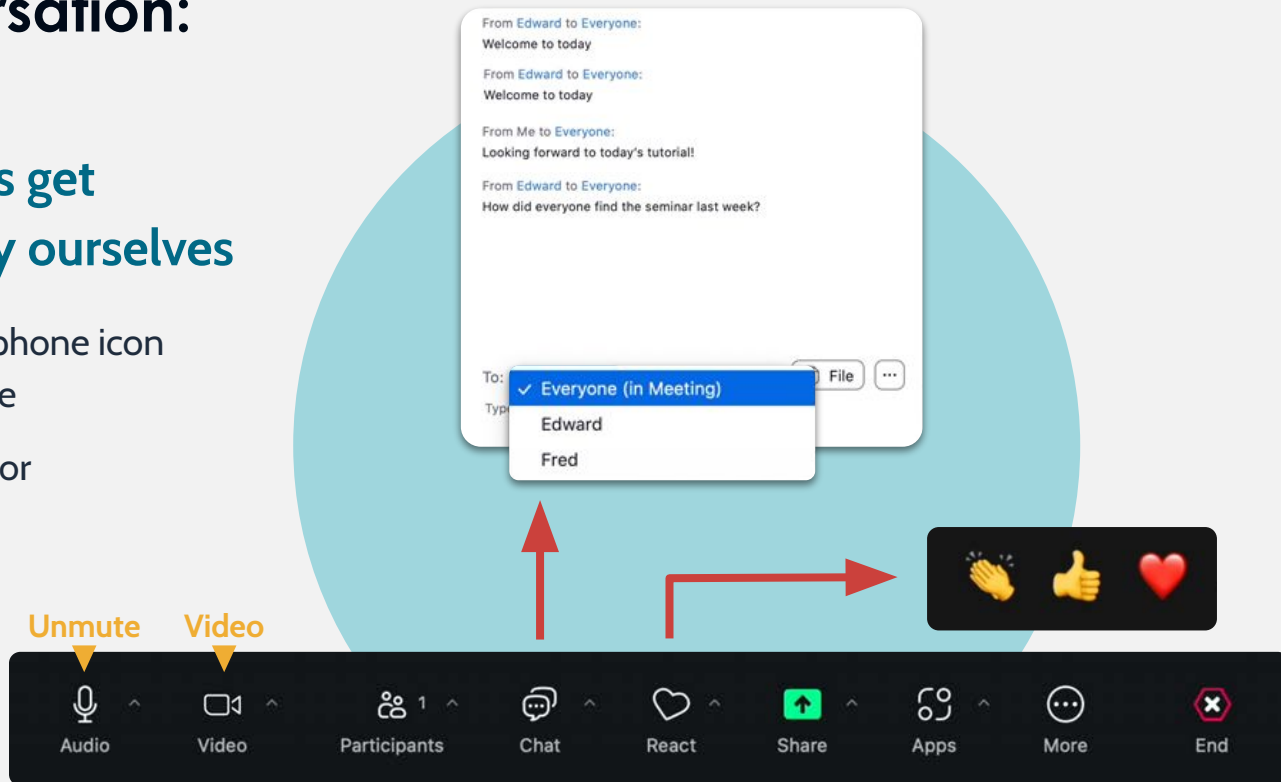 rsation:
s get
y ourselves
phone icon
e
or
From Edward to Everyone:
Welcome to today
From Edward to Everyone:
Welcome to today
From Me to Everyone:
Looking forward to today's tutorial!
From Edward to Everyone:
How did everyone find the seminar last week?
To:
✓ Everyone (in Meeting)
File
Typ
Edward
Fred
Unmute Video
1
Audio Video Participants Chat React Share Apps More End